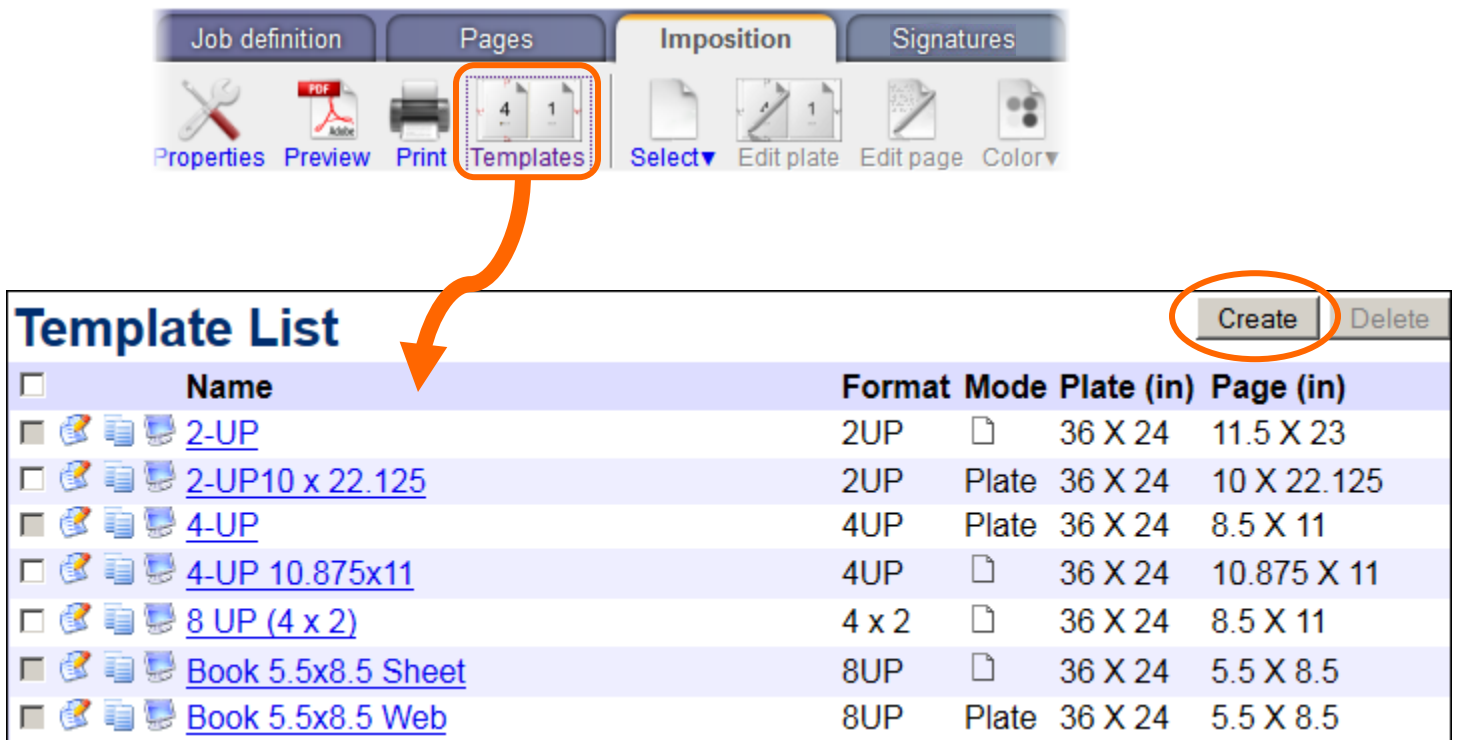 Job definition Pages Imposition Signatures
PDF
Adobe
4 1 4 1
Properties Preview Print Templates Select▼ Edit plate Edit page Color▼
Template List Create Delete
Name Format Mode Plate (in) Page (in)
2-UP 2UP 36 X 24 11.5 X 23
2-UP10 x 22.125 2UP Plate 36 X 24 10 X 22.125
4-UP 4UP Plate 36 X 24 8.5 X 11
4-UP 10.875x11 4UP 36 X 24 10.875 X 11
8 UP (4 x 2) 4 x 2 36 X 24 8.5 X 11
Book 5.5x8.5 Sheet 8UP 36 X 24 5.5 X 8.5
Book 5.5x8.5 Web 8UP Plate 36 X 24 5.5 X 8.5